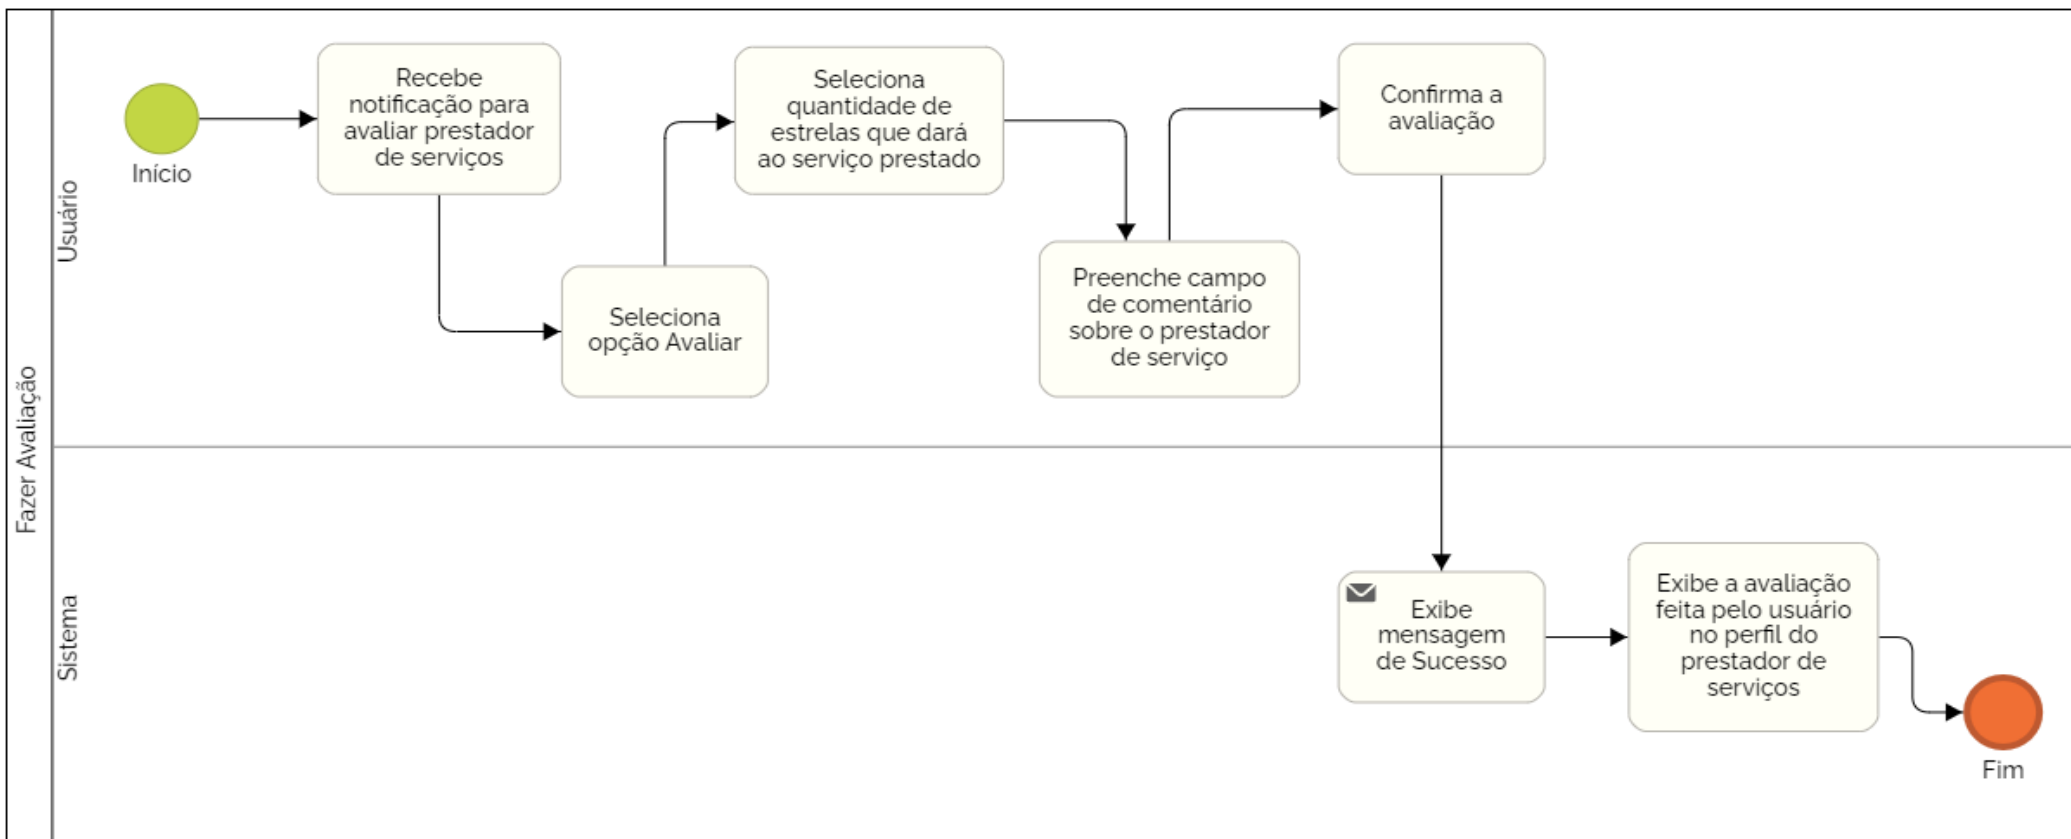 Fazer Avaliação
Usuário
Início
Recebe
notificação para
avaliar prestador
de serviços
Seleciona
opção Avaliar
Seleciona
quantidade de
estrelas que dará
ao serviço prestado
Preenche campo
de comentário
sobre o prestador
de serviço
Confirma a
avaliação
Sistema
Exibe
mensagem
de Sucesso
Exibe a avaliação
feita pelo usuário
no perfil do
prestador de
serviços
Fim